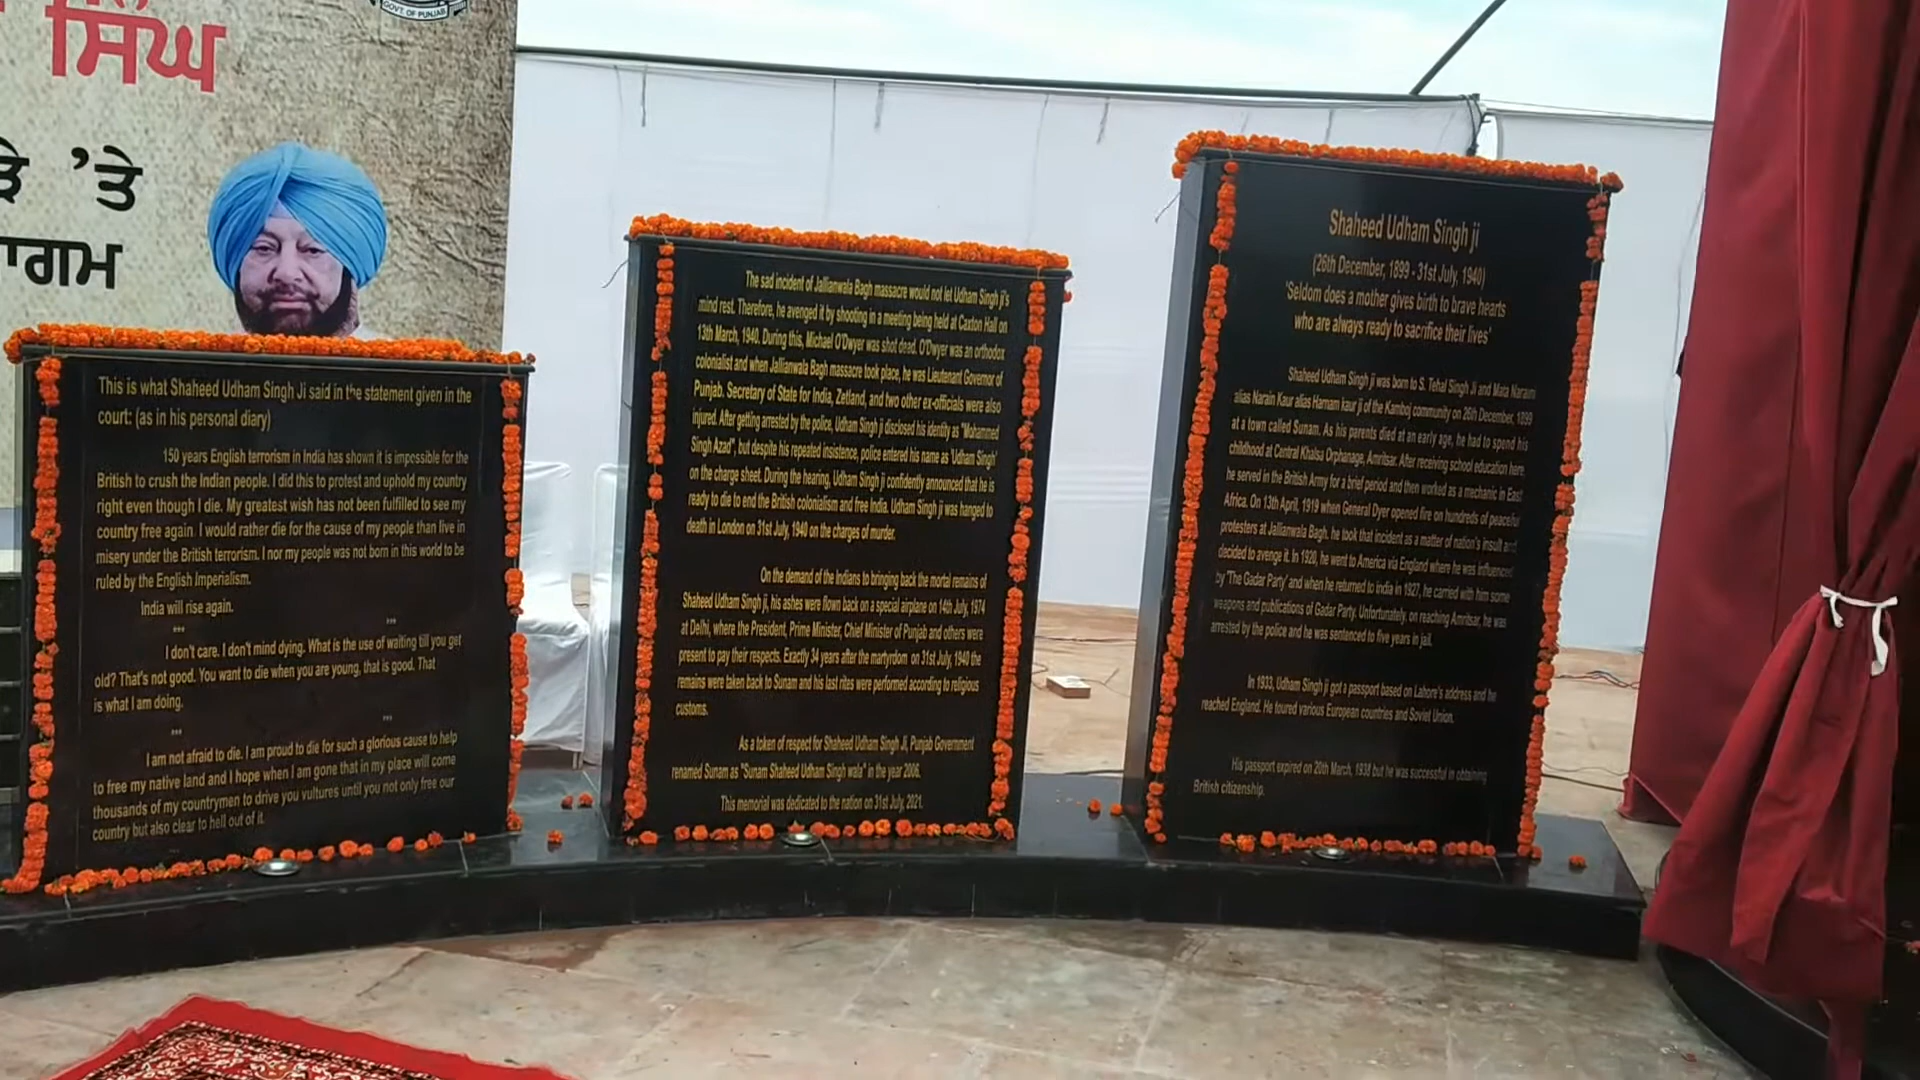 GOVT. OF PUNJAB
ਸਿੰਘ
'ਤੇ
ਾਗਮ
This is what Shaheed Udham Singh Ji said in the statement given in the
court: (as in his personal diary)
150 years English terrorism in India has shown it is impossible for the
British to crush the Indian people. I did this to protest and uphold my country
right even though I die. My greatest wish has not been fulfilled to see my
country free again. I would rather die for the cause of my people than live in
misery under the British terrorism. I nor my people was not born in this world to be
ruled by the English Imperialism.
India will rise again.
*** ***
I don't care. I don't mind dying. What is the use of waiting till you get
old? That's not good. You want to die when you are young, that is good. That
is what I am doing.
*** ***
I am not afraid to die. I am proud to die for such a glorious cause to help
to free my native land and I hope when I am gone that in my place will come
thousands of my countrymen to drive you vultures until you not only free our
country but also clear to hell out of it.
The sad incident of Jallianwala Bagh massacre would not let Udham Singh ji's
mind rest. Therefore, he avenged it by shooting in a meeting being held at Caxton Hall on
13th March, 1940. During this, Michael O'Dwyer was shot dead. O'Dwyer was an orthodox
colonialist and when Jallianwala Bagh massacre took place, he was Lieutenant Governor of
Punjab. Secretary of State for India, Zetland, and two other ex-officials were also
injured. After getting arrested by the police, Udham Singh ji disclosed his identity as "Mohammed
Singh Azad", but despite his repeated insistence, police entered his name as 'Udham Singh'
on the charge sheet. During the hearing, Udham Singh ji confidently announced that he is
ready to die to end the British colonialism and free India. Udham Singh ji was hanged to
death in London on 31st July, 1940 on the charges of murder.
On the demand of the Indians to bringing back the mortal remains of
Shaheed Udham Singh ji, his ashes were flown back on a special airplane on 14th July, 1974
at Delhi, where the President, Prime Minister, Chief Minister of Punjab and others were
present to pay their respects. Exactly 34 years after the martyrdom on 31st July, 1940 the
remains were taken back to Sunam and his last rites were performed according to religious
customs.
As a token of respect for Shaheed Udham Singh Ji, Punjab Government
renamed Sunam as "Sunam Shaheed Udham Singh wala" in the year 2006.
This memorial was dedicated to the nation on 31st July, 2021.
Shaheed Udham Singh ji
(26th December, 1899 - 31st July, 1940)
'Seldom does a mother gives birth to brave hearts
who are always ready to sacrifice their lives'
Shaheed Udham Singh ji was born to S. Tehal Singh Ji and Mata Naraini
alias Narain Kaur alias Harnam kaur ji of the Kamboj community on 26th December, 1899
at a town called Sunam. As his parents died at an early age, he had to spend his
childhood at Central Khalsa Orphanage, Amritsar. After receiving school education here,
he served in the British Army for a brief period and then worked as a mechanic in East
Africa. On 13th April, 1919 when General Dyer opened fire on hundreds of peaceful
protesters at Jallianwala Bagh, he took that incident as a matter of nation's insult and
decided to avenge it. In 1920, he went to America via England where he was influenced
by 'The Gadar Party' and when he returned to India in 1927, he carried with him some
weapons and publications of Gadar Party. Unfortunately, on reaching Amritsar, he was
arrested by the police and he was sentenced to five years in jail.
In 1933, Udham Singh ji got a passport based on Lahore's address and he
reached England. He toured various European countries and Soviet Union.
His passport expired on 20th March, 1938 but he was successful in obtaining
British citizenship.